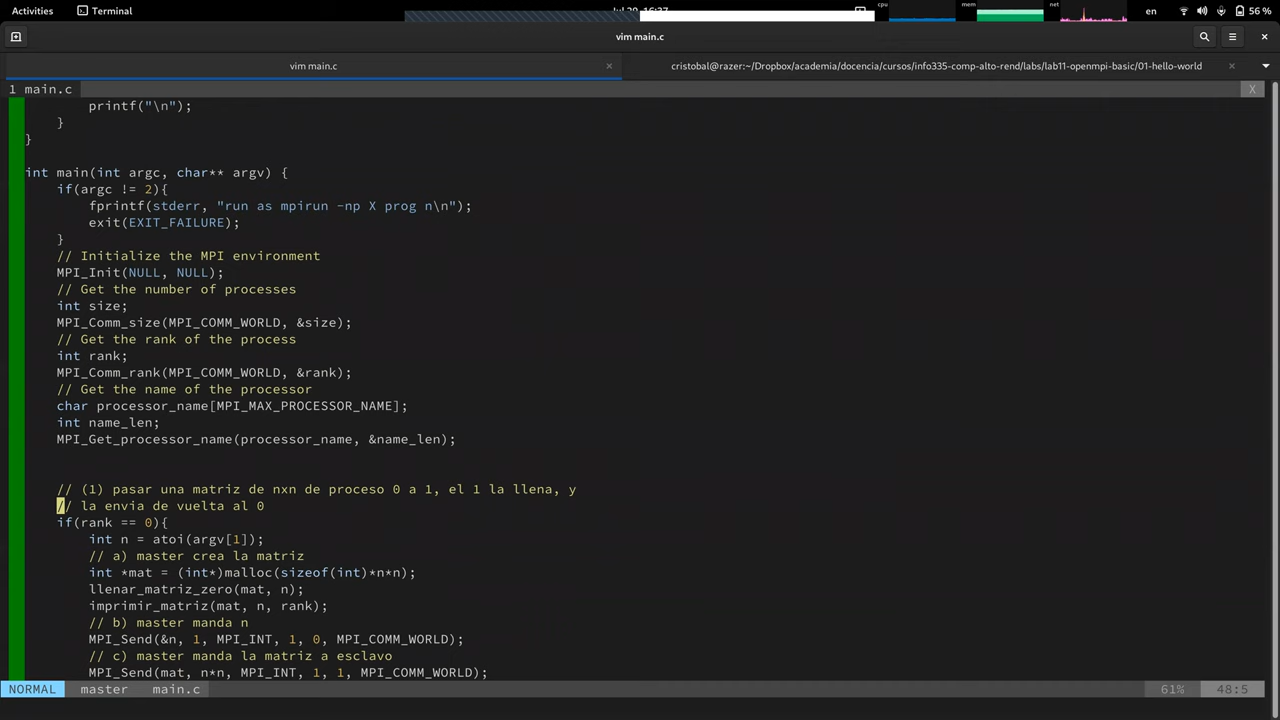 Activities Terminal cpu mem net en 56 %
vim main.c
vim main.c × cristobal@razer:~/Dropbox/academia/docencia/cursos/info335-comp-alto-rend/labs/lab11-openmpi-basic/01-hello-world ×
1 main.c X
printf("\n");
}
}
int main(int argc, char** argv) {
if(argc != 2){
fprintf(stderr, "run as mpirun -np X prog n\n");
exit(EXIT_FAILURE);
}
// Initialize the MPI environment
MPI_Init(NULL, NULL);
// Get the number of processes
int size;
MPI_Comm_size(MPI_COMM_WORLD, &size);
// Get the rank of the process
int rank;
MPI_Comm_rank(MPI_COMM_WORLD, &rank);
// Get the name of the processor
char processor_name[MPI_MAX_PROCESSOR_NAME];
int name_len;
MPI_Get_processor_name(processor_name, &name_len);
// (1) pasar una matriz de nxn de proceso 0 a 1, el 1 la llena, y
// la envia de vuelta al 0
if(rank == 0){
int n = atoi(argv[1]);
// a) master crea la matriz
int *mat = (int*)malloc(sizeof(int)*n*n);
llenar_matriz_zero(mat, n);
imprimir_matriz(mat, n, rank);
// b) master manda n
MPI_Send(&n, 1, MPI_INT, 1, 0, MPI_COMM_WORLD);
// c) master manda la matriz a esclavo
MPI_Send(mat, n*n, MPI_INT, 1, 1, MPI_COMM_WORLD);
NORMAL master main.c 61% 48:5